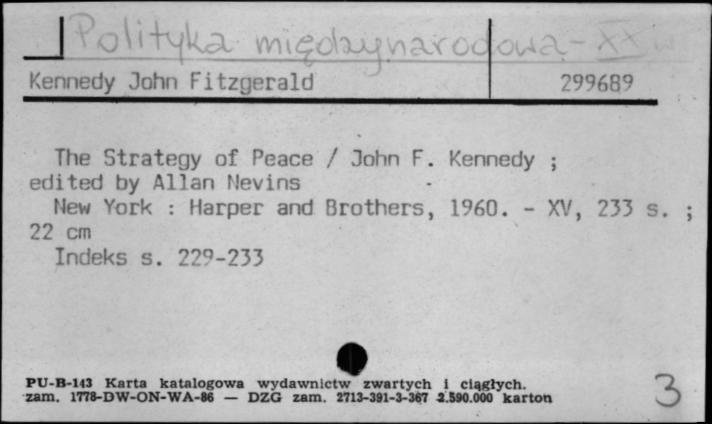 Polityka międzynarodowa - XX w
Kennedy John Fitzgerald 299689
The Strategy of Peace / John F. Kennedy ;
edited by Allan Nevins
New York : Harper and Brothers, 1960. - XV, 233 s. ;
22 cm
Indeks s. 229-233
PU-B-143 Karta katalogowa wydawnictw zwartych i ciągłych.
zam. 1778-DW-ON-WA-86 — DZG zam. 2713-391-3-367 2.590.000 karton
3